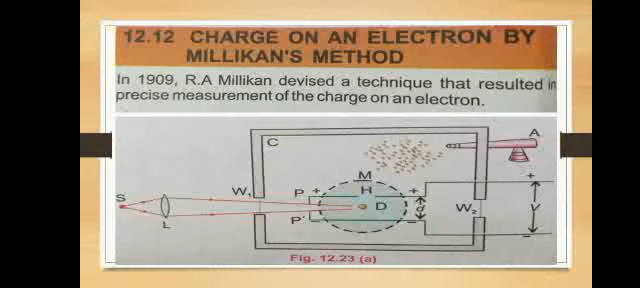 12.12 CHARGE ON AN ELECTRON BY
MILLIKAN'S METHOD
In 1909, R.A Millikan devised a technique that resulted in
precise measurement of the charge on an electron.
C
A
M
H
S
W₁
P + +
+
L
P′
D
d
W₂
V
−
−
Fig. 12.23 (a)